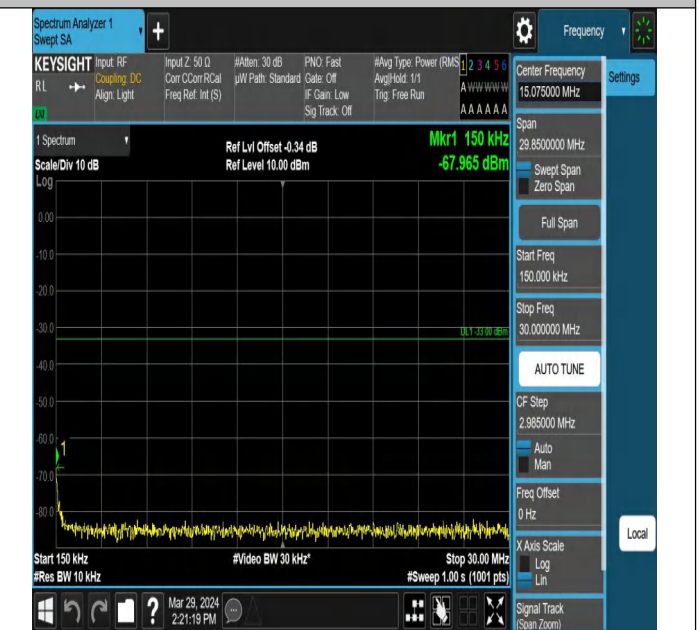 Spectrum Analyzer 1
Swept SA
+
Frequency
KEYSIGHT
RL
LXI
Input: RF
Coupling: DC
Align: Light
Input Z: 50 Ω
Corr CCorr RCal
Freq Ref: Int (S)
#Atten: 30 dB
µW Path: Standard
PNO: Fast
Gate: Off
IF Gain: Low
Sig Track: Off
#Avg Type: Power (RMS
Avg|Hold: 1/1
Trig: Free Run
1 2 3 4 5 6
A W W W W W
A A A A A A
1 Spectrum
Scale/Div 10 dB
Ref Lvl Offset -0.34 dB
Ref Level 10.00 dBm
Mkr1 150 kHz
-67.965 dBm
Log
0.00
-10.0
-20.0
-30.0
DL1 -33.00 dBm
-40.0
-50.0
-60.0
1
-70.0
-80.0
Start 150 kHz
#Video BW 30 kHz*
Stop 30.00 MHz
#Res BW 10 kHz
#Sweep 1.00 s (1001 pts)
Center Frequency
15.075000 MHz
Settings
Span
29.8500000 MHz
Swept Span
Zero Span
Full Span
Start Freq
150.000 kHz
Stop Freq
30.000000 MHz
AUTO TUNE
CF Step
2.985000 MHz
Auto
Man
Freq Offset
0 Hz
Local
X Axis Scale
Log
Lin
Signal Track
(Span Zoom)
?
Mar 29, 2024
2:21:19 PM